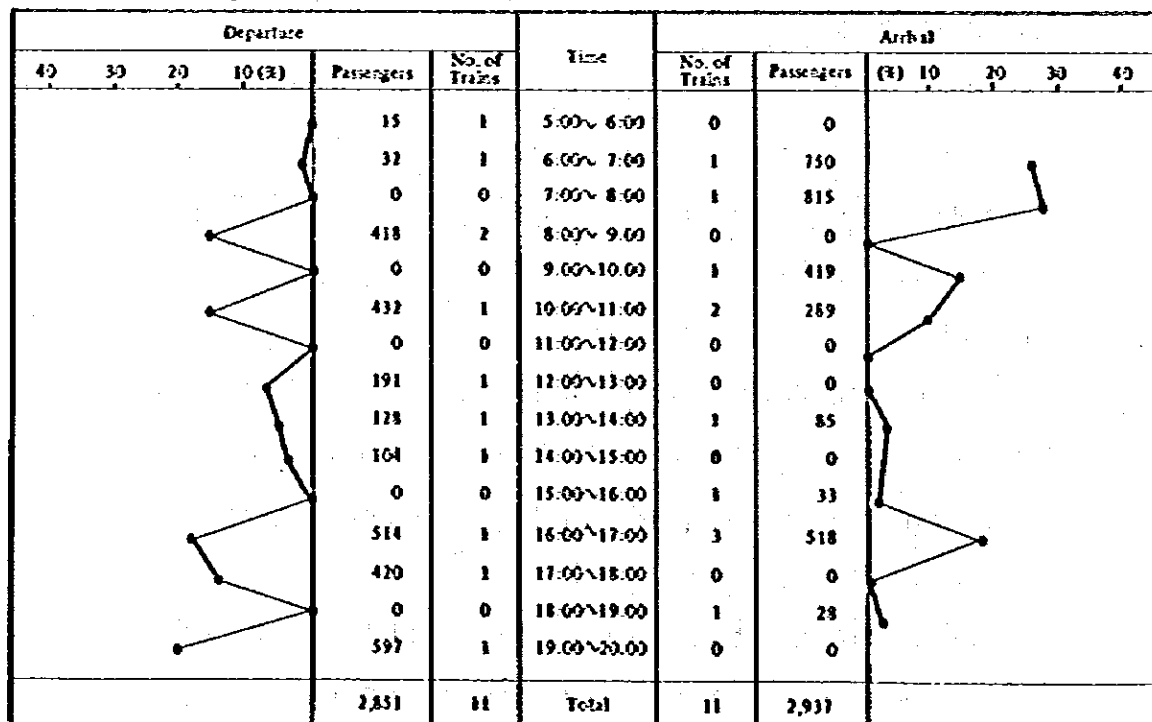 Departure Time Arrival
40 30 20 10 (%) Passengers No. of Trains No. of Trains Passengers (%) 10 20 30 40
15 1 5:00~ 6:00 0 0
32 1 6:00~ 7:00 1 750
0 0 7:00~ 8:00 1 815
418 2 8:00~ 9.00 0 0
0 0 9.00~10.00 1 419
432 1 10:00~11:00 2 289
0 0 11:00~12:00 0 0
191 1 12:00~13:00 0 0
128 1 13.00~14:00 1 85
104 1 14:00~15:00 0 0
0 0 15:00~16:00 1 33
514 1 16:00~17:00 3 518
420 1 17:00~18:00 0 0
0 0 18:00~19:00 1 28
597 1 19.00~20.00 0 0
2,851 11 Total 11 2,937